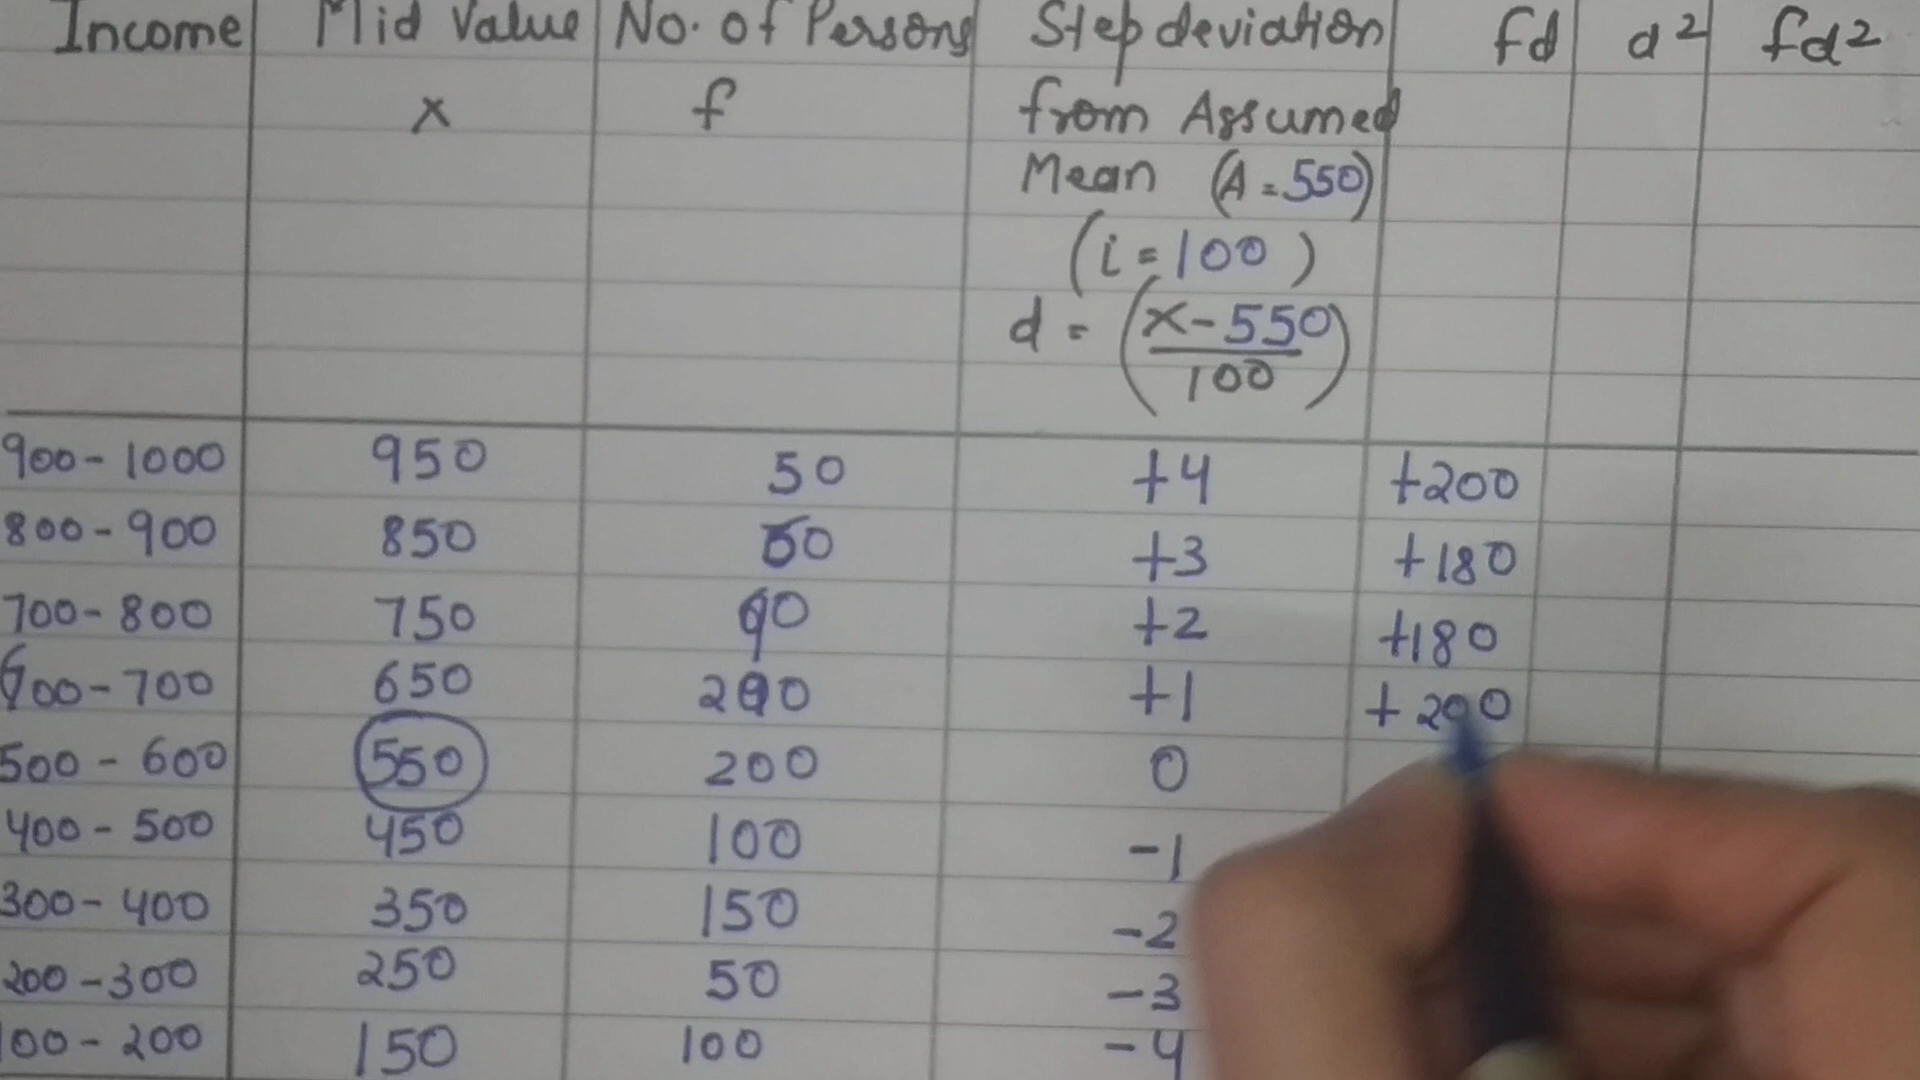 Income Mid Value No. of Persons Step deviation fd d² fd²
x f from Assumed
Mean (A=550)
(i=100)
d = (x-550
100)
900-1000 950 50 +4 +200
800-900 850 60 +3 +180
700-800 750 90 +2 +180
600-700 650 +1
500-600 550 200 0
400-500 450 100 -1
300-400 350 150 -2
200-300 250 50 -3
100-200 150 100 -4